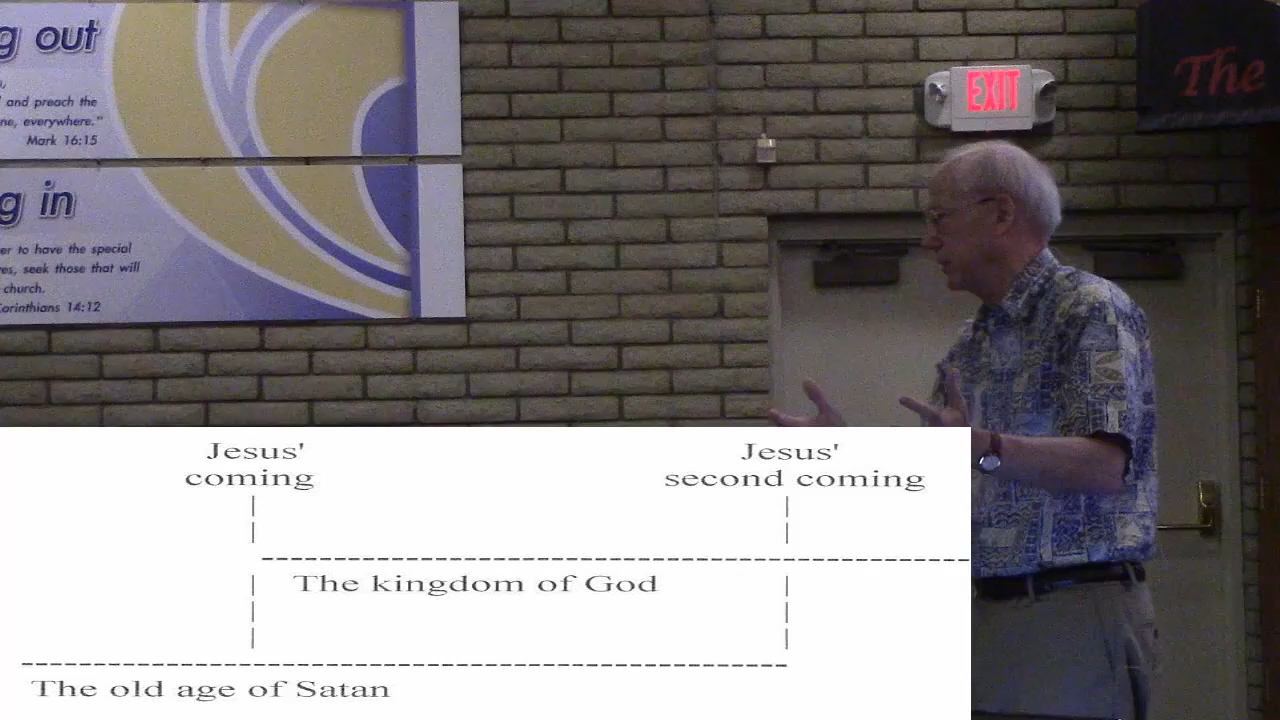 g out
and preach the
ne, everywhere."
Mark 16:15
g in
er to have the special
es, seek those that will
church.
Corinthians 14:12
EXIT
The
Jesus'
coming
Jesus'
second coming
The kingdom of God
The old age of Satan